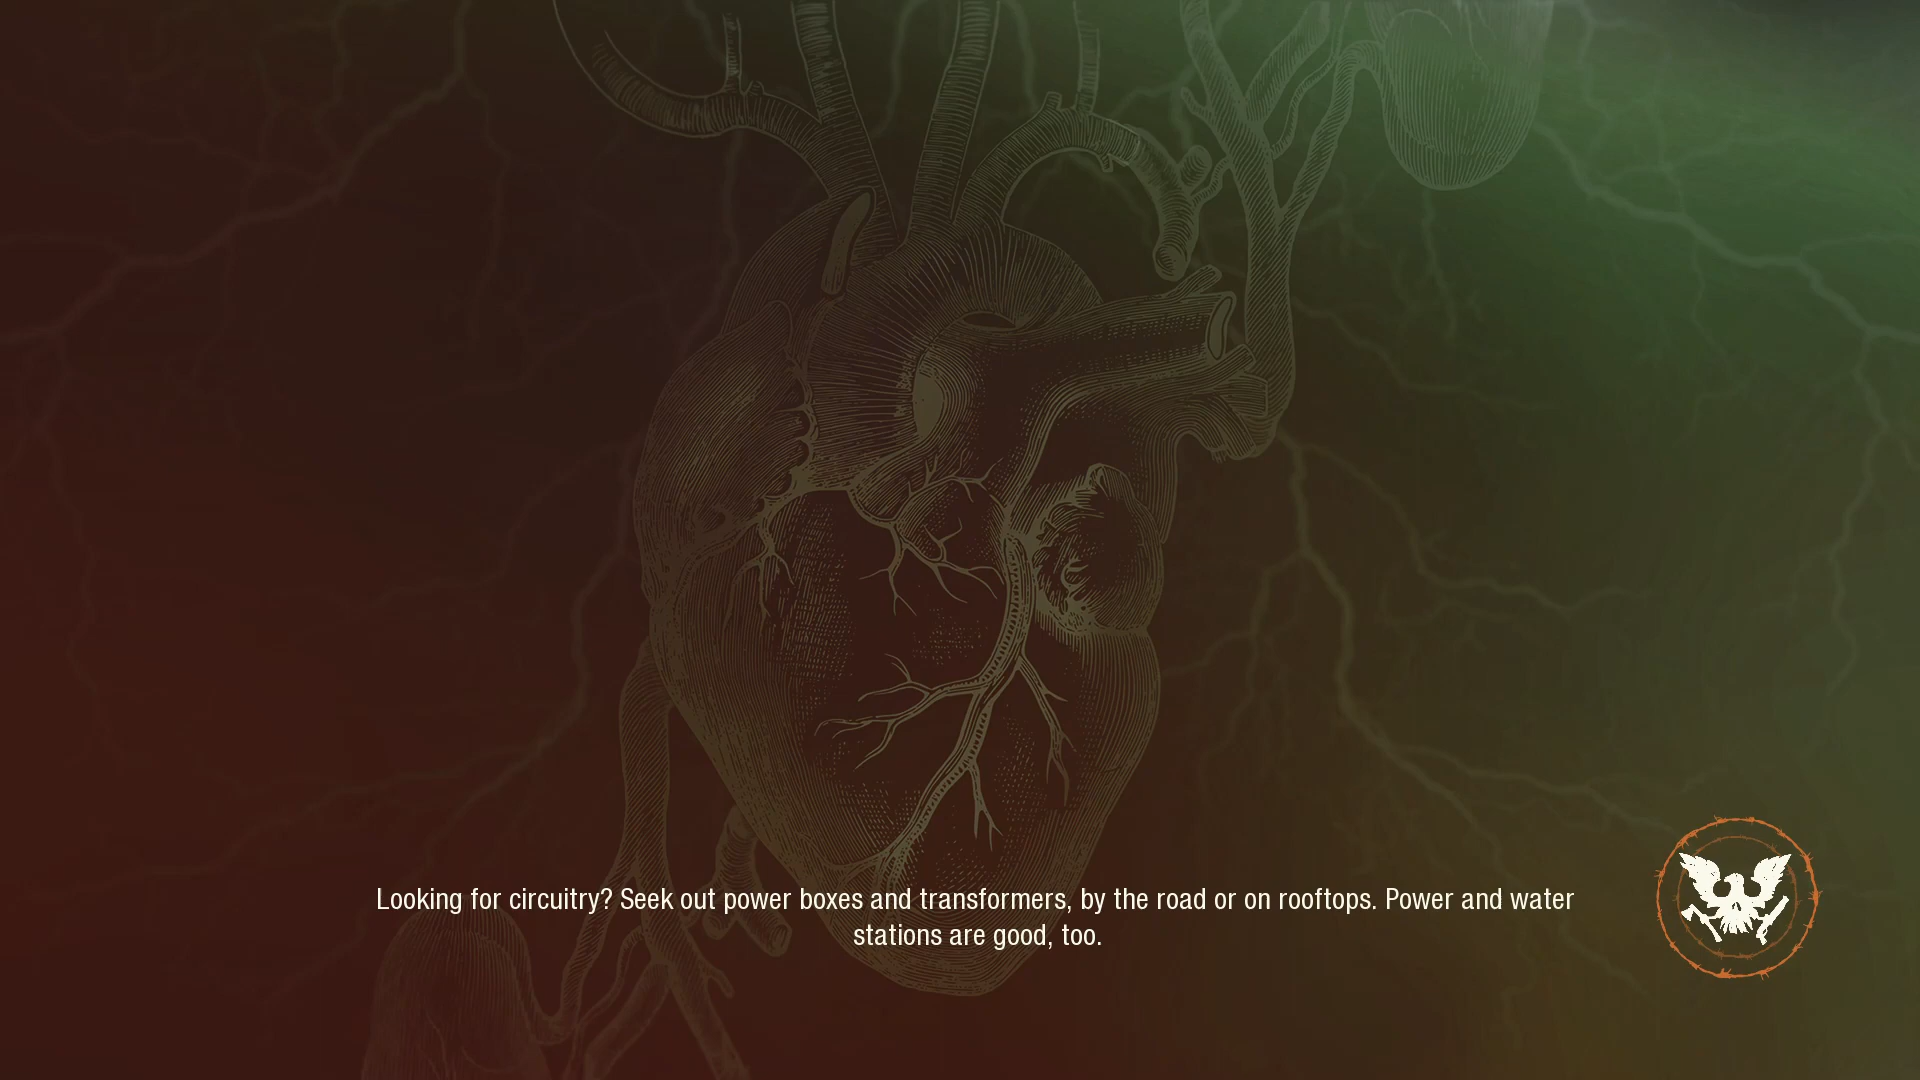 Looking for circuitry? Seek out power boxes and transformers, by the road or on rooftops. Power and water
stations are good, too.